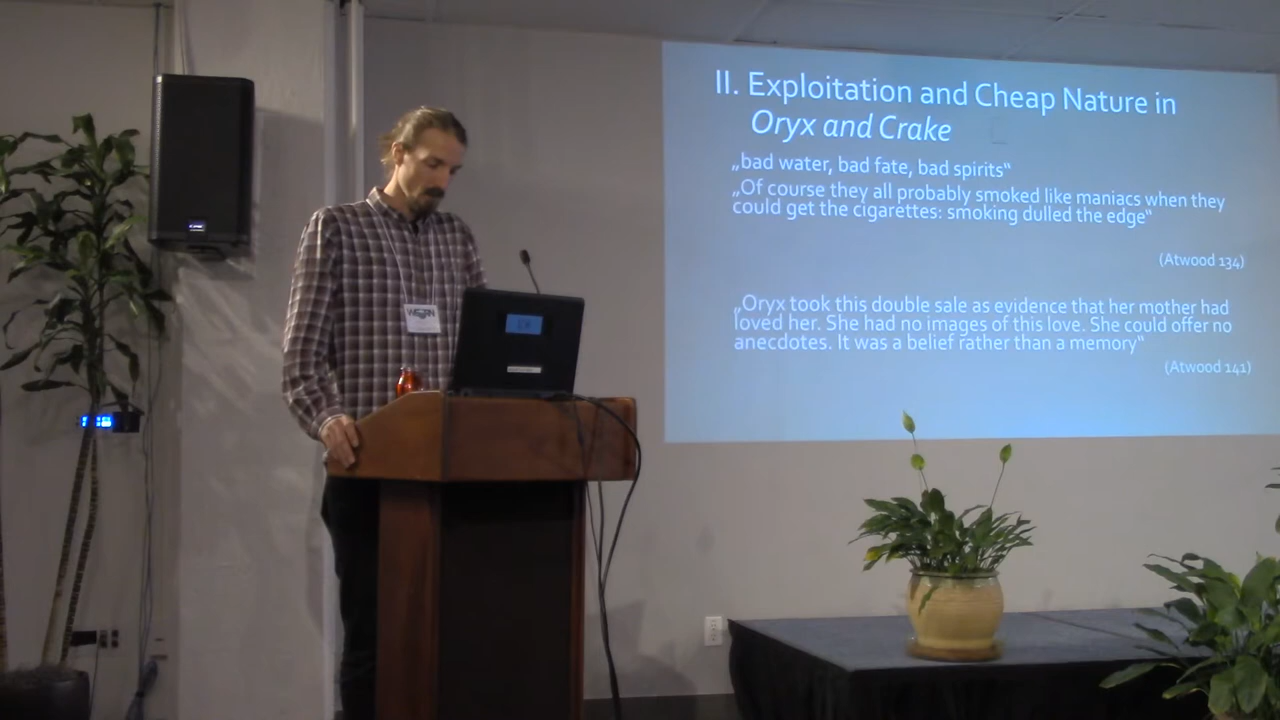 II. Exploitation and Cheap Nature in
Oryx and Crake
„bad water, bad fate, bad spirits“
„Of course they all probably smoked like maniacs when they
could get the cigarettes: smoking dulled the edge“
(Atwood 134)
„Oryx took this double sale as evidence that her mother had
loved her. She had no images of this love. She could offer no
anecdotes. It was a belief rather than a memory“
(Atwood 141)